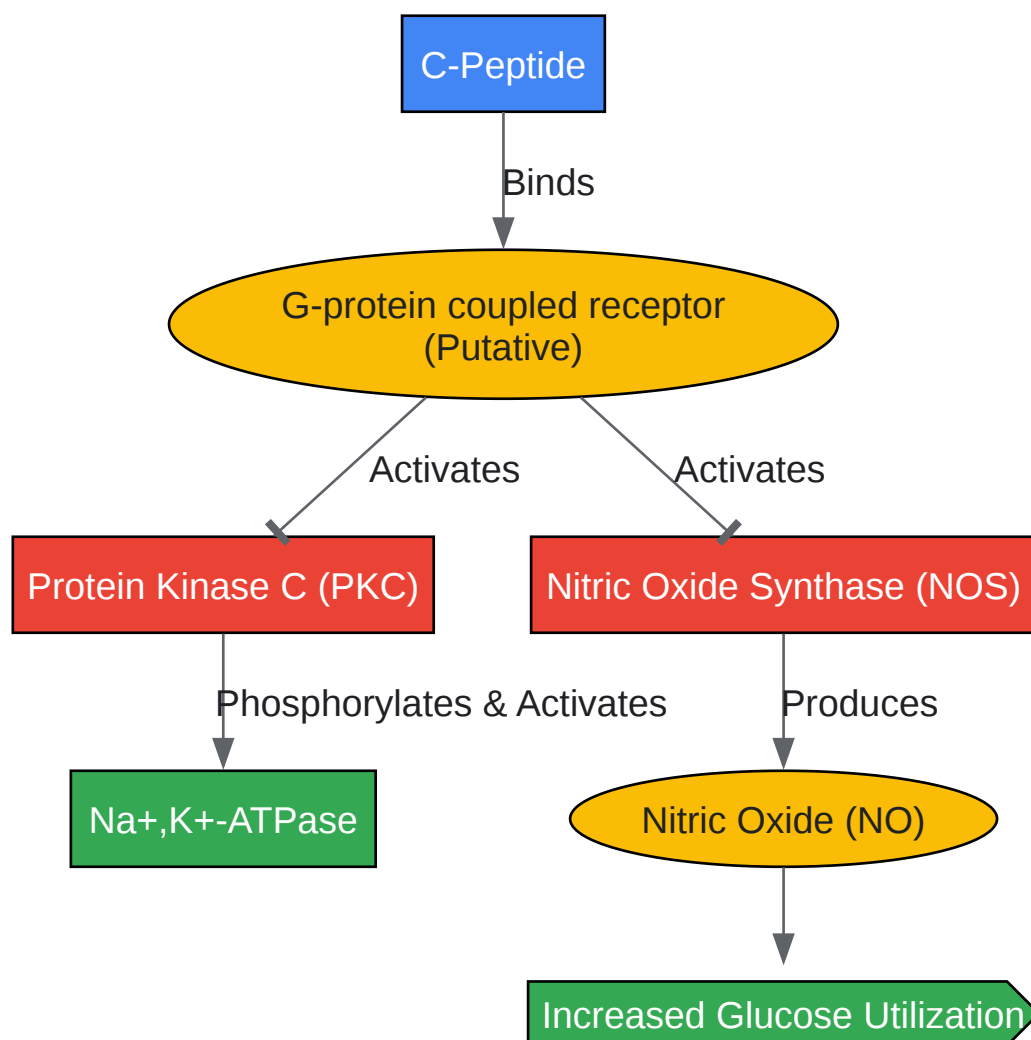 C-Peptide
Binds
G-protein coupled receptor
(Putative)
Activates
Activates
Protein Kinase C (PKC)
Nitric Oxide Synthase (NOS)
Phosphorylates & Activates
Produces
Na+,K+-ATPase
Nitric Oxide (NO)
Increased Glucose Utilization